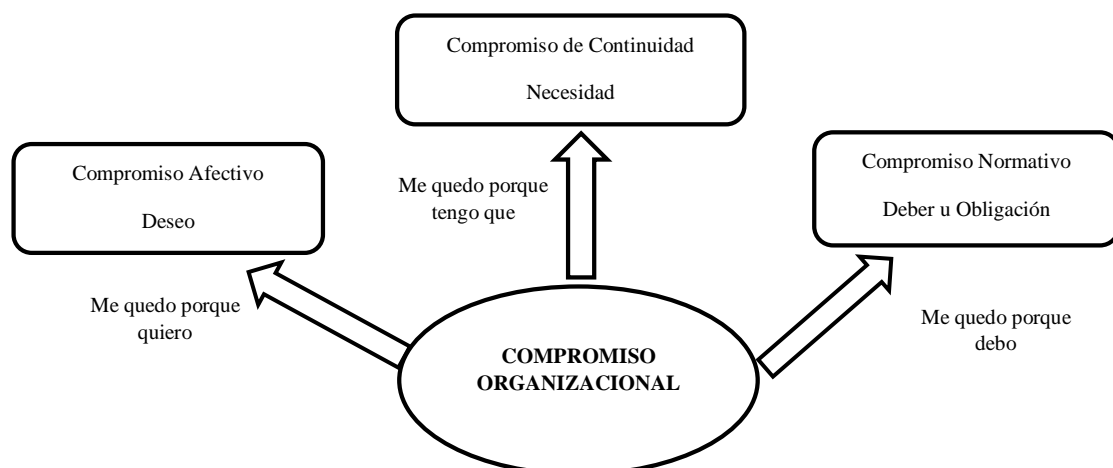 Compromiso de Continuidad
Necesidad
Compromiso Afectivo
Deseo
Compromiso Normativo
Deber u Obligación
Me quedo porque
tengo que
Me quedo porque
quiero
Me quedo porque
debo
COMPROMISO
ORGANIZACIONAL